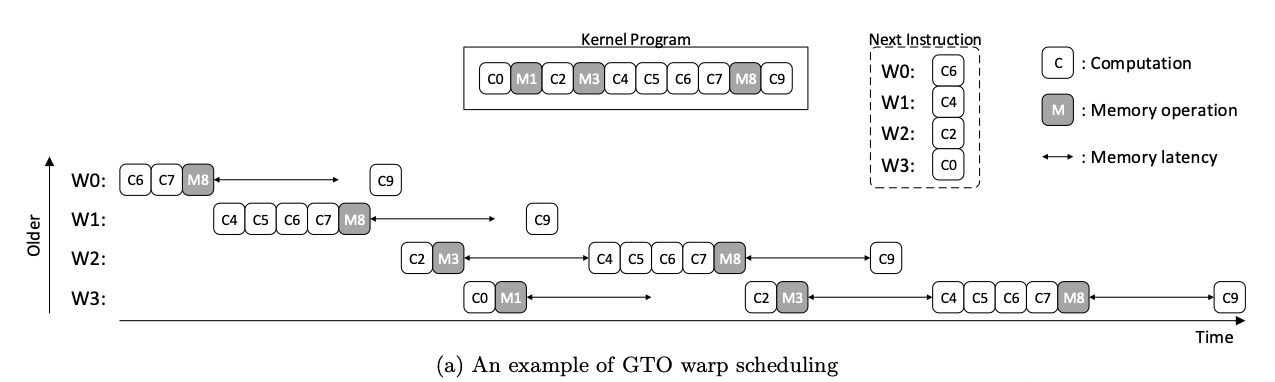 Kernel Program
C0 M1 C2 M3 C4 C5 C6 C7 M8 C9
Next Instruction
W0: C6
W1: C4
W2: C2
W3: C0
C : Computation
M : Memory operation
: Memory latency
Older
W0: C6 C7 M8 C9
W1: C4 C5 C6 C7 M8 C9
W2: C2 M3 C4 C5 C6 C7 M8 C9
W3: C0 M1 C2 M3 C4 C5 C6 C7 M8 C9
Time
(a) An example of GTO warp scheduling